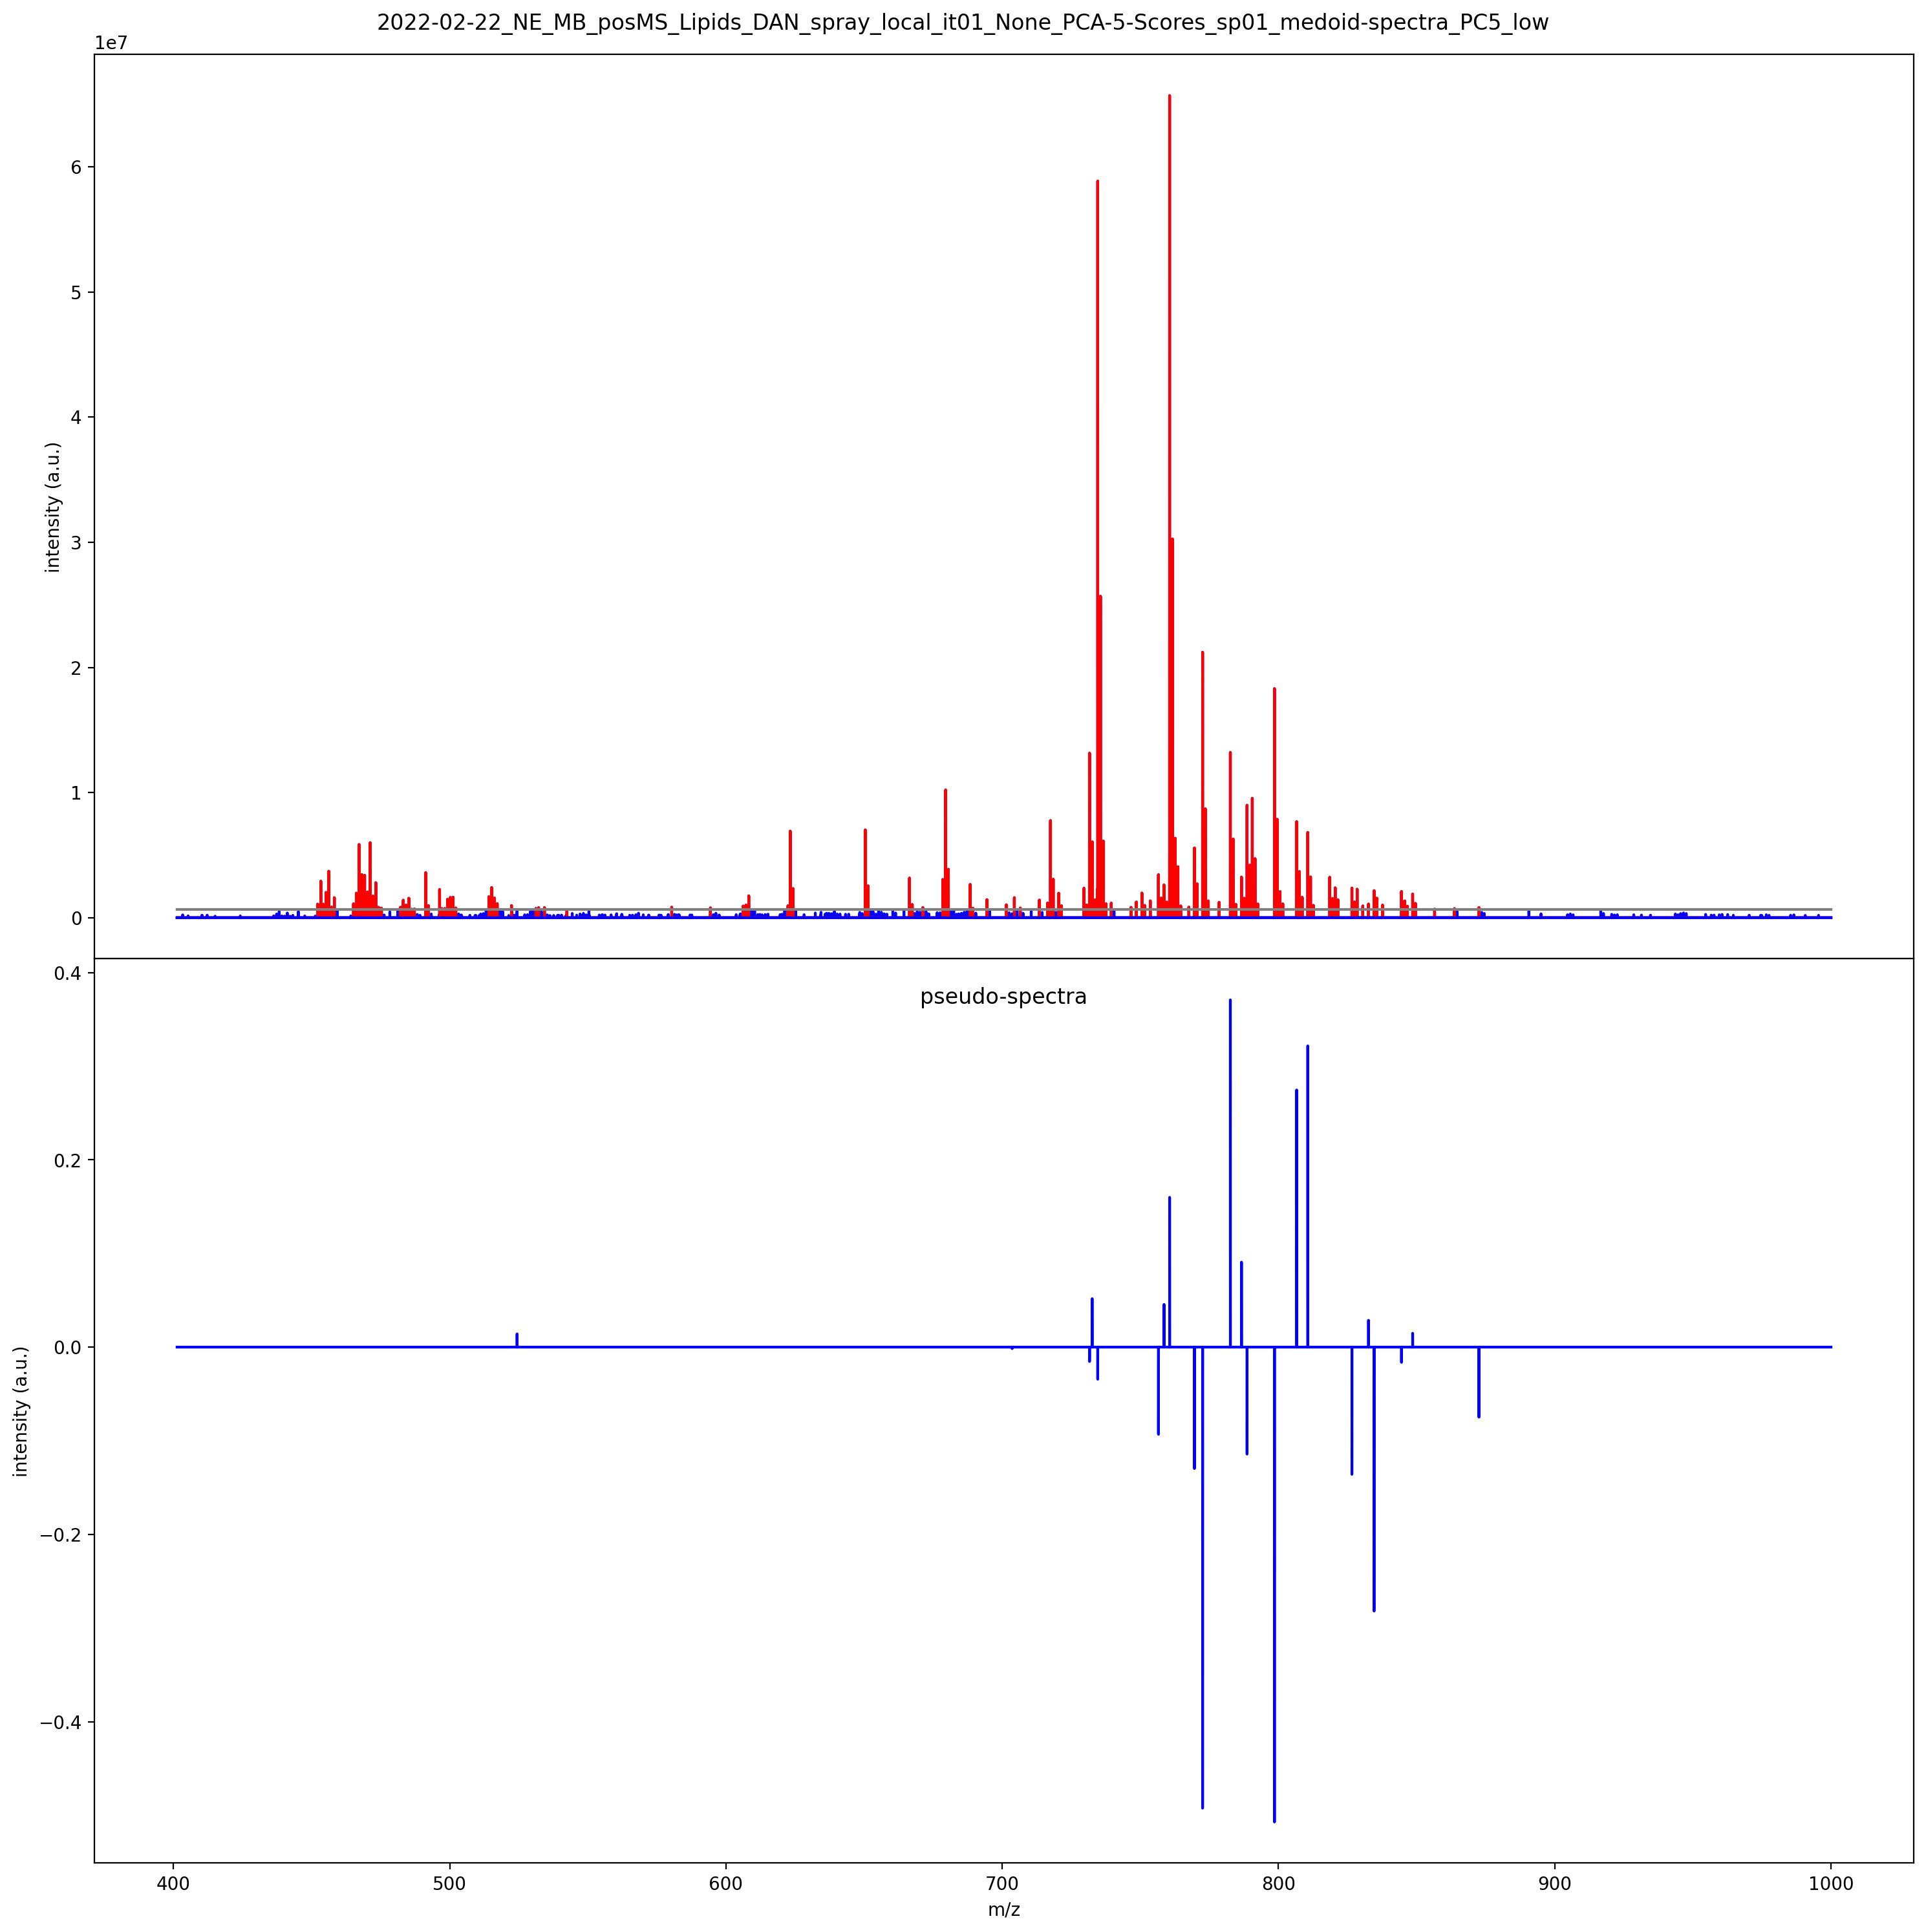 2022-02-22_NE_MB_posMS_Lipids_DAN_spray_local_it01_None_PCA-5-Scores_sp01_medoid-spectra_PC5_low
1e7
6
5
4
3
2
1
0
intensity (a.u.)
pseudo-spectra
0.4
0.2
0.0
−0.2
−0.4
intensity (a.u.)
400 500 600 700 800 900 1000
m/z